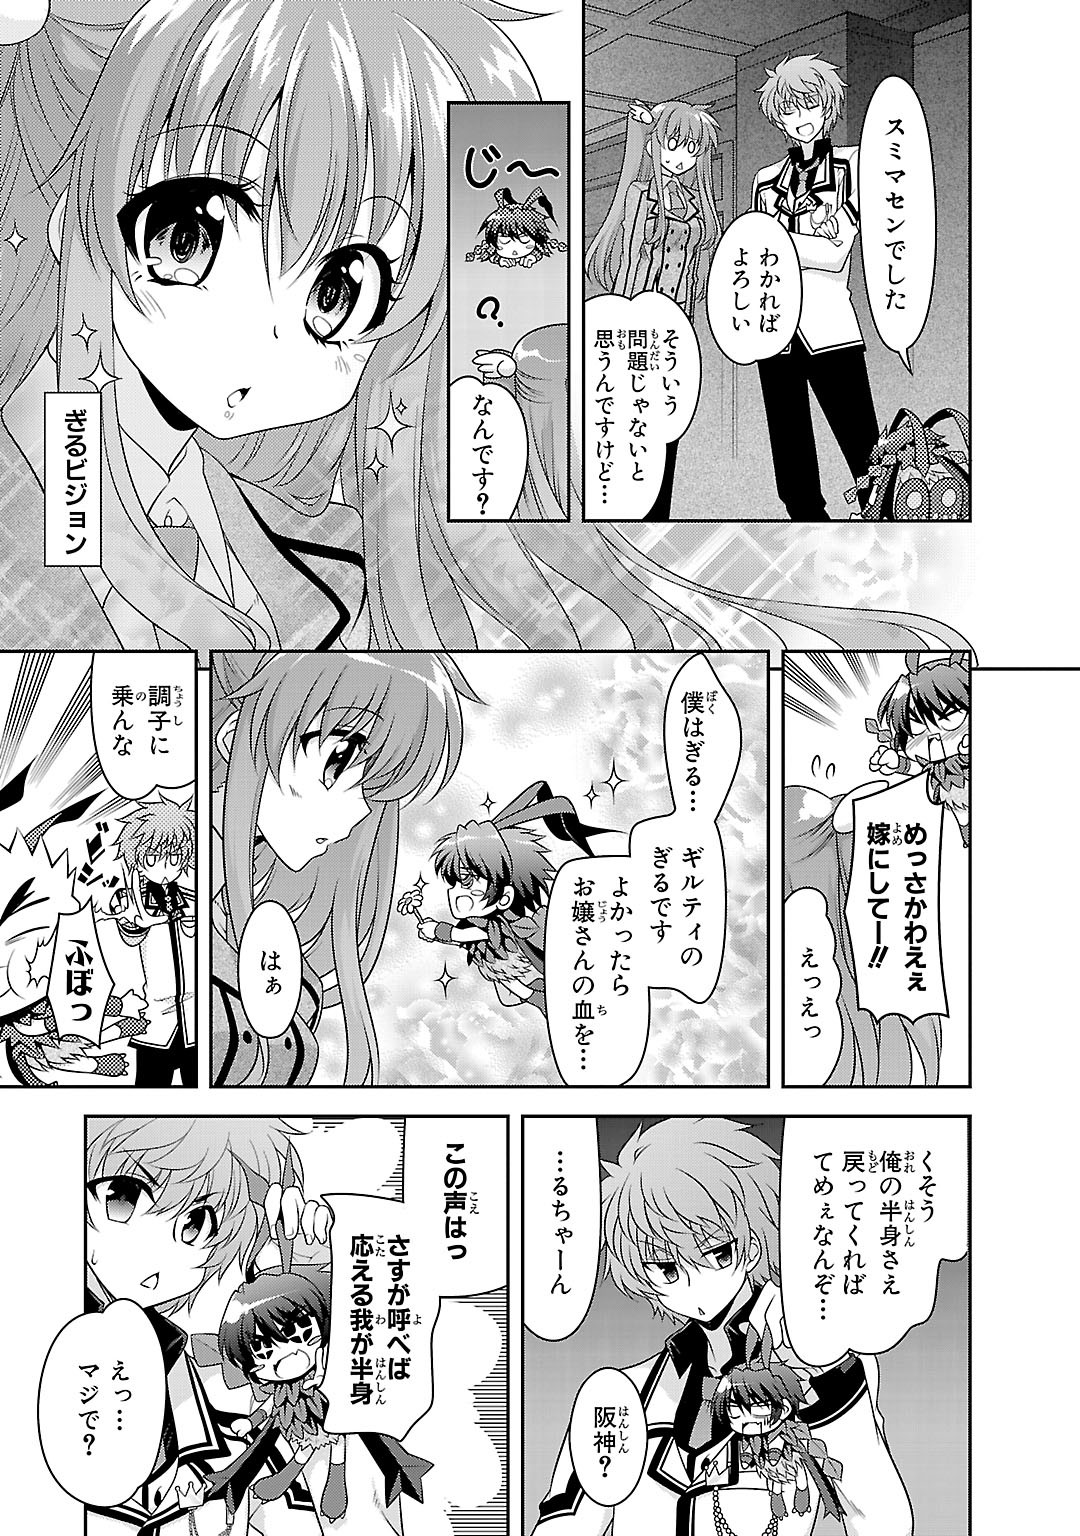 スミマセンでした
わかれば
よろしい
そういう
問題じゃないと
思うんですけど…
じ〜
?
なんです?
ぎるビジョン
めっさかわえぇ
嫁にしてー!!
えっえっ
僕はぎる…
ギルティの
ぎるです
よかったら
お嬢さんの血を…
はぁ
調子に
乗んな
ふぼっ
くそう
俺の半身さえ
戻ってくれば
てめぇなんぞ…
阪神?
…るちゃーん
この声はっ
さすが呼べば
応える我が半身
えっ…
マジで?